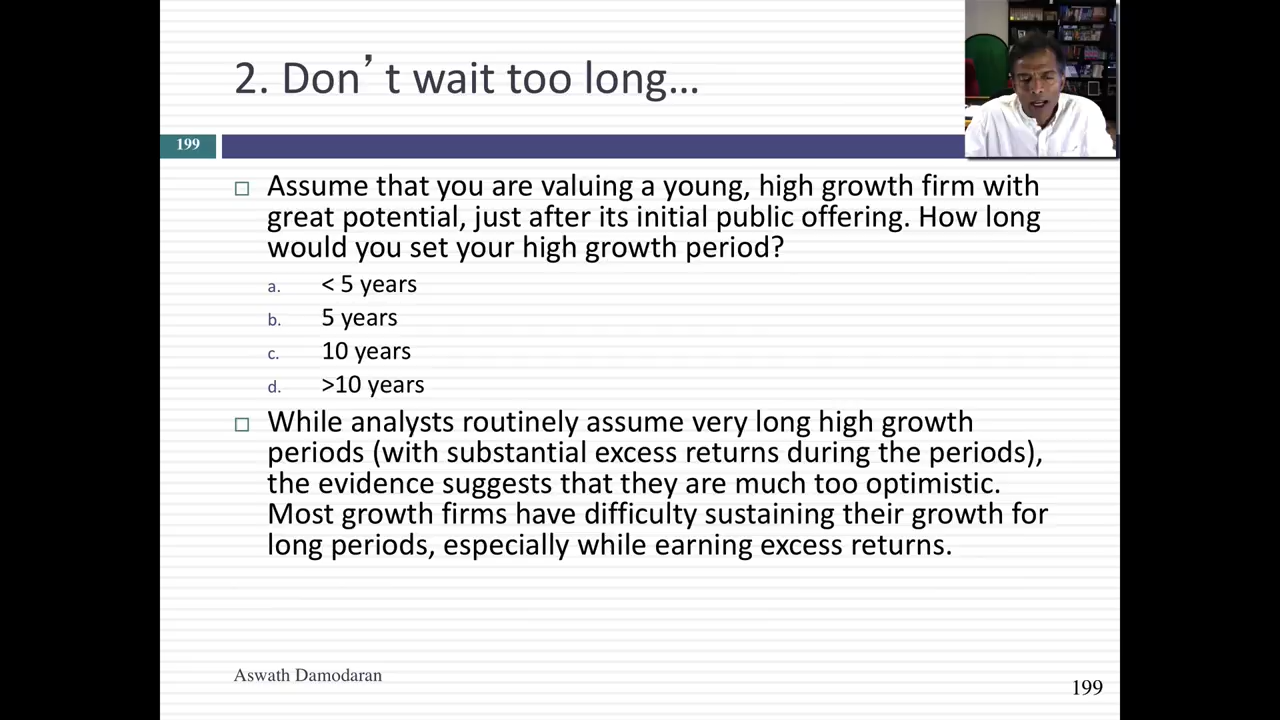 2. Don’t wait too long…
199
□ Assume that you are valuing a young, high growth firm with
great potential, just after its initial public offering. How long
would you set your high growth period?
a. < 5 years
b. 5 years
c. 10 years
d. >10 years
□ While analysts routinely assume very long high growth
periods (with substantial excess returns during the periods),
the evidence suggests that they are much too optimistic.
Most growth firms have difficulty sustaining their growth for
long periods, especially while earning excess returns.
Aswath Damodaran
199